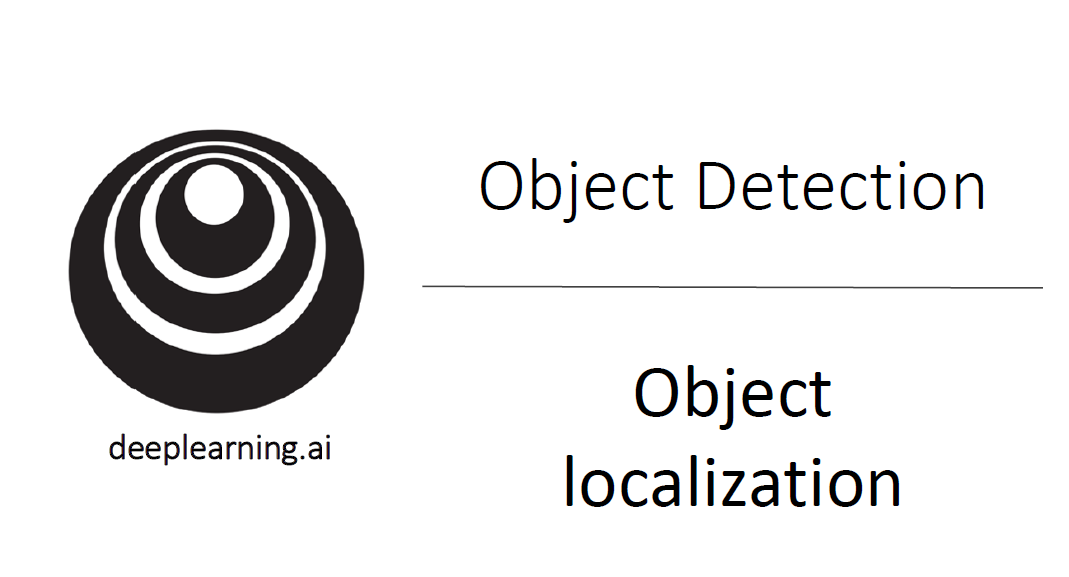 deeplearning.ai
Object Detection
Object
localization